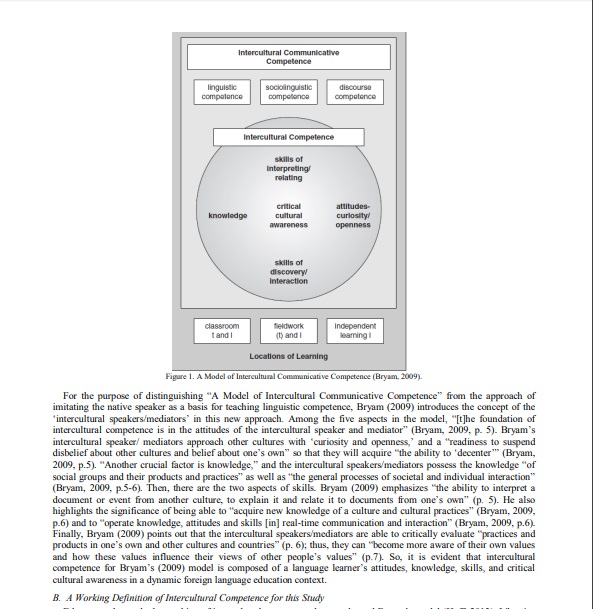 Intercultural Communicative
Competence
linguistic
competence
sociolinguistic
competence
discourse
competence
Intercultural Competence
skills of
interpreting/
relating
knowledge
critical
cultural
awareness
attitudes-
curiosity/
openness
skills of
discovery/
interaction
classroom
t and l
fieldwork
(t) and l
independent
learning l
Locations of Learning
Figure 1. A Model of Intercultural Communicative Competence (Bryam, 2009).
For the purpose of distinguishing “A Model of Intercultural Communicative Competence” from the approach of
imitating the native speaker as a basis for teaching linguistic competence, Bryam (2009) introduces the concept of the
‘intercultural speakers/mediators’ in this new approach. Among the five aspects in the model, “[t]he foundation of
intercultural competence is in the attitudes of the intercultural speaker and mediator” (Bryam, 2009, p. 5). Bryam’s
intercultural speaker/ mediators approach other cultures with ‘curiosity and openness,’ and a “readiness to suspend
disbelief about other cultures and belief about one’s own” so that they will acquire “the ability to ‘decenter’” (Bryam,
2009, p.5). “Another crucial factor is knowledge,” and the intercultural speakers/mediators possess the knowledge “of
social groups and their products and practices” as well as “the general processes of societal and individual interaction”
(Bryam, 2009, p.5-6). Then, there are the two aspects of skills. Bryam (2009) emphasizes “the ability to interpret a
document or event from another culture, to explain it and relate it to documents from one’s own” (p. 5). He also
highlights the significance of being able to “acquire new knowledge of a culture and cultural practices” (Bryam, 2009,
p.6) and to “operate knowledge, attitudes and skills [in] real-time communication and interaction” (Bryam, 2009, p.6).
Finally, Bryam (2009) points out that the intercultural speakers/mediators are able to critically evaluate “practices and
products in one’s own and other cultures and countries” (p. 6); thus, they can “become more aware of their own values
and how these values influence their views of other people’s values” (p.7). So, it is evident that intercultural
competence for Bryam’s (2009) model is composed of a language learner’s attitudes, knowledge, skills, and critical
cultural awareness in a dynamic foreign language education context.
B. A Working Definition of Intercultural Competence for this Study